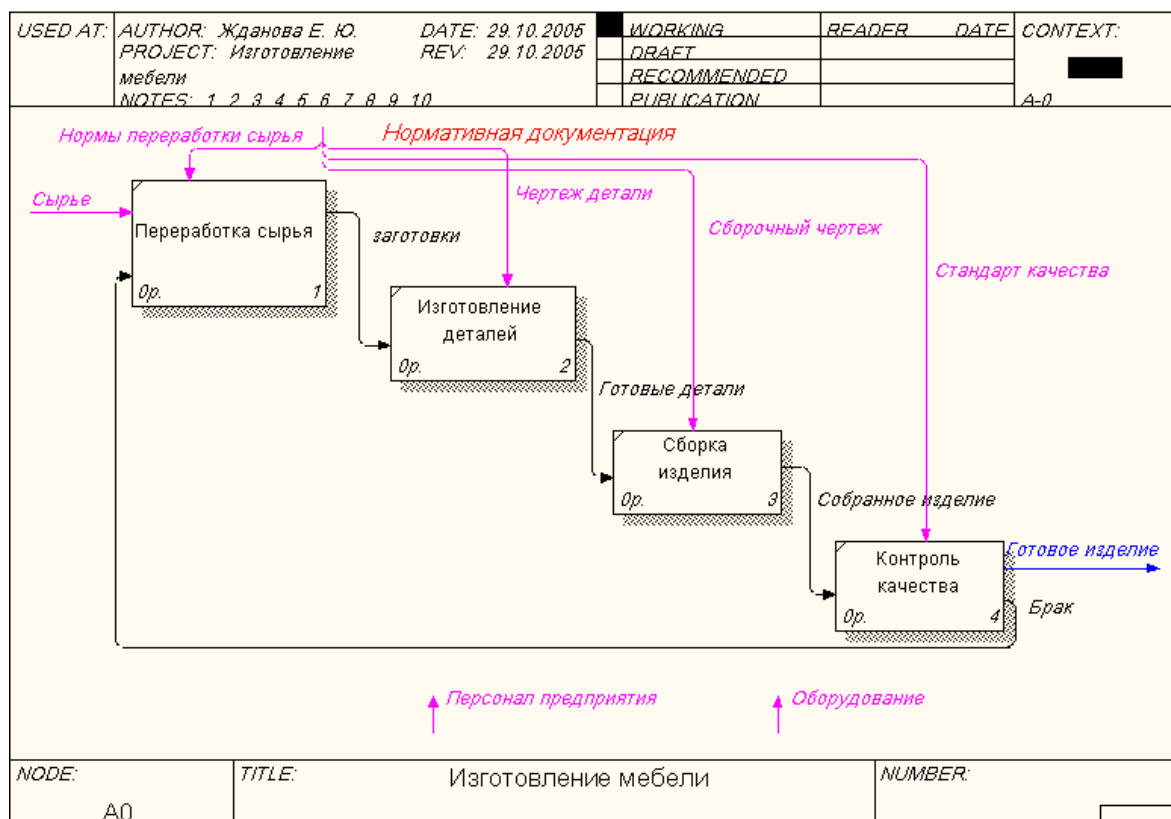 USED AT:
AUTHOR: Жданова Е. Ю.
DATE: 29.10.2005
PROJECT: Изготовление
мебели
REV: 29.10.2005
NOTES: 1 2 3 4 5 6 7 8 9 10
WORKING
DRAFT
RECOMMENDED
PUBLICATION
READER
DATE
CONTEXT:
A-0
Нормы переработки сырья
Нормативная документация
Сырье
Чертеж детали
Переработка сырья
0р.
1
заготовки
Сборочный чертеж
Стандарт качества
Изготовление
деталей
0р.
2
Готовые детали
Сборка
изделия
0р.
3
Собранное изделие
Контроль
качества
0р.
4
Готовое изделие
Брак
Персонал предприятия
Оборудование
NODE:
A0
TITLE:
Изготовление мебели
NUMBER: